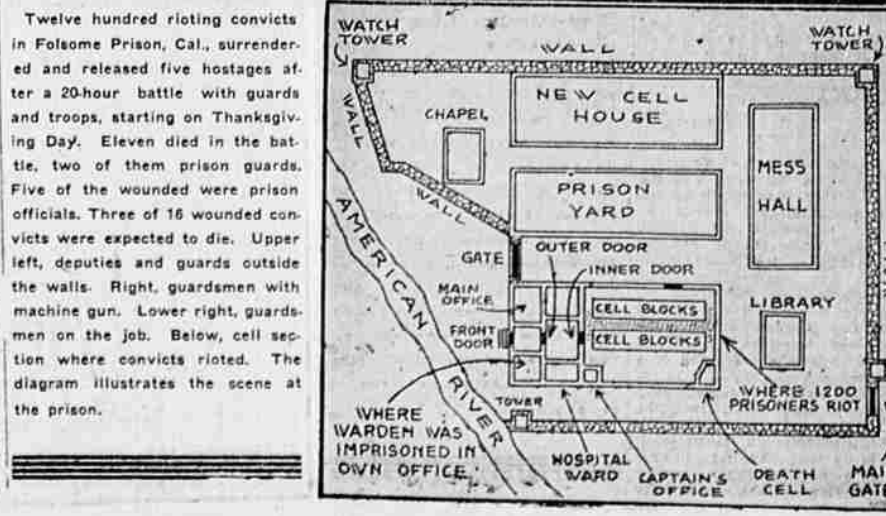 Twelve hundred rioting convicts
in Folsome Prison, Cal., surrender-
ed and released five hostages af-
ter a 20-hour battle with guards
and troops, starting on Thanksgiv-
ing Day. Eleven died in the bat-
tle, two of them prison guards.
Five of the wounded were prison
officials. Three of 16 wounded con-
victs were expected to die. Upper
left, deputies and guards outside
the walls. Right, guardsmen with
machine gun. Lower right, guards-
men on the job. Below, cell sec-
tion where convicts rioted. The
diagram illustrates the scene at
the prison.
WATCH
TOWER
WALL
WATCH
TOWER
WALL
CHAPEL
NEW CELL
HOUSE
MESS
HALL
PRISON
YARD
WALL
AMERICAN RIVER
GATE
OUTER DOOR
INNER DOOR
MAIN
OFFICE
CELL BLOCKS
LIBRARY
FRONT
DOOR
CELL BLOCKS
WHERE 1200
PRISONERS RIOT
TOWER
WHERE
WARDEN WAS
IMPRISONED IN
OWN OFFICE
HOSPITAL
WARD
CAPTAIN'S
OFFICE
DEATH
CELL
MAI
GATE